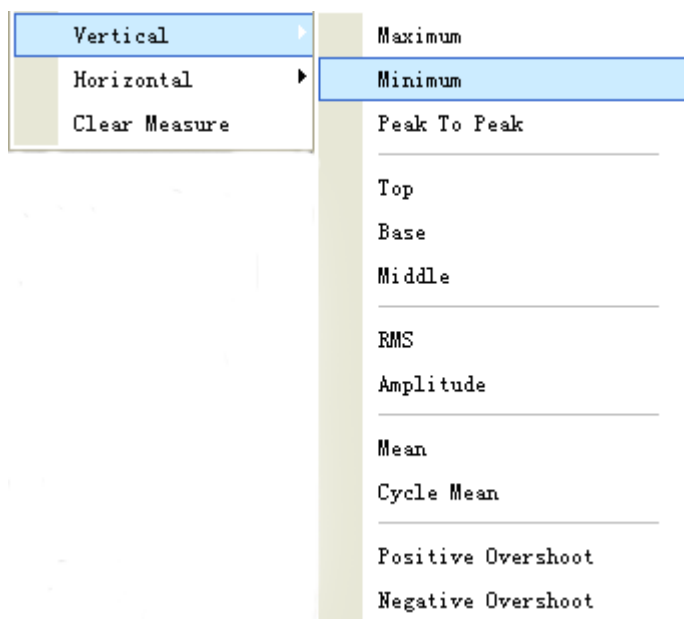 Vertical
Horizontal
Clear Measure
Maximum
Minimum
Peak To Peak
Top
Base
Middle
RMS
Amplitude
Mean
Cycle Mean
Positive Overshoot
Negative Overshoot